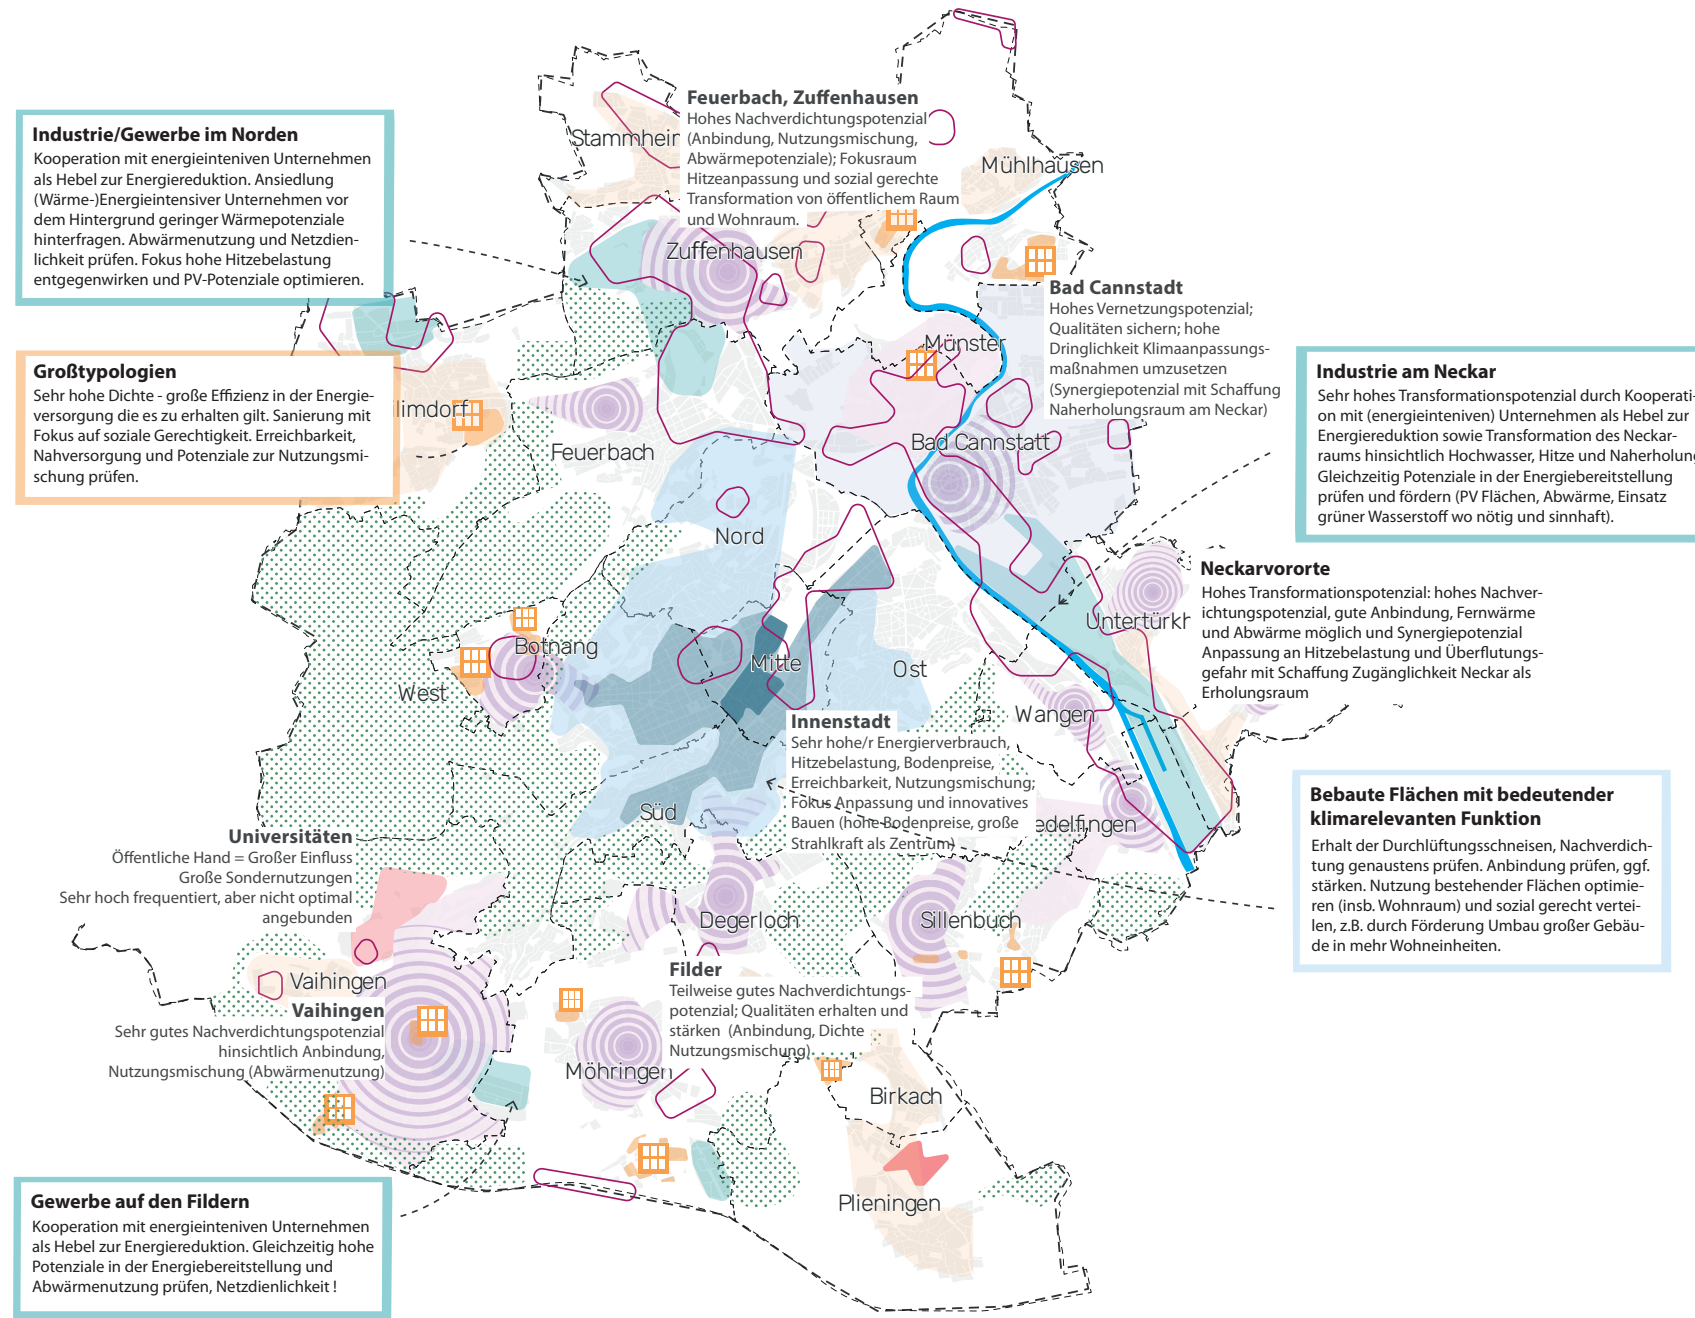 Industrie/Gewerbe im Norden
Kooperation mit energieinteniven Unternehmen
als Hebel zur Energiereduktion. Ansiedlung
(Wärme-)Energieintensiver Unternehmen vor
dem Hintergrund geringer Wärmepotenziale
hinterfragen. Abwärmenutzung und Netzdien-
lichkeit prüfen. Fokus hohe Hitzebelastung
entgegenwirken und PV-Potenziale optimieren.
Großtypologien
Sehr hohe Dichte - große Effizienz in der Energie-
versorgung die es zu erhalten gilt. Sanierung mit
Fokus auf soziale Gerechtigkeit. Erreichbarkeit,
Nahversorgung und Potenziale zur Nutzungsmi-
schung prüfen.
Feuerbach, Zuffenhausen
Hohes Nachverdichtungspotenzial
(Anbindung, Nutzungsmischung,
Abwärmepotenziale); Fokusraum
Hitzeanpassung und sozial gerechte
Transformation von öffentlichem Raum
und Wohnraum.
Stammheir
Mühlhausen
Zuffenhausen
Bad Cannstadt
Hohes Vernetzungspotenzial;
Qualitäten sichern; hohe
Dringlichkeit Klimaanpassungs-
maßnahmen umzusetzen
(Synergiepotenzial mit Schaffung
Naherholungsraum am Neckar)
Münster
limdorf
Feuerbach
Bad Cannstatt
Industrie am Neckar
Sehr hohes Transformationspotenzial durch Kooperati-
on mit (energieinteniven) Unternehmen als Hebel zur
Energiereduktion sowie Transformation des Neckar-
raums hinsichtlich Hochwasser, Hitze und Naherholung
Gleichzeitig Potenziale in der Energiebereitstellung
prüfen und fördern (PV Flächen, Abwärme, Einsatz
grüner Wasserstoff wo nötig und sinnhaft).
Nord
Neckarvororte
Hohes Transformationspotenzial: hohes Nachver-
ichtungspotenzial, gute Anbindung, Fernwärme
und Abwärme möglich und Synergiepotenzial
Anpassung an Hitzebelastung und Überflutungs-
gefahr mit Schaffung Zugänglichkeit Neckar als
Erholungsraum
Untertürkh
Botnang
Mitte
Ost
West
Wangen
Innenstadt
Sehr hohe/r Energierverbrauch,
Hitzebelastung, Bodenpreise,
Erreichbarkeit, Nutzungsmischung;
Fokus Anpassung und innovatives
Bauen (hohe Bodenpreise, große
Strahlkraft als Zentrum)
Süd
edelfingen
Bebaute Flächen mit bedeutender
klimarelevanten Funktion
Erhalt der Durchlüftungsschneisen, Nachverdich-
tung genaustens prüfen. Anbindung prüfen, ggf.
stärken. Nutzung bestehender Flächen optimie-
ren (insb. Wohnraum) und sozial gerecht vertei-
len, z.B. durch Förderung Umbau großer Gebäu-
de in mehr Wohneinheiten.
Universitäten
Öffentliche Hand = Großer Einfluss
Große Sondernutzungen
Sehr hoch frequentiert, aber nicht optimal
angebunden
Degerloch
Sillenbuch
Vaihingen
Vaihingen
Sehr gutes Nachverdichtungspotenzial
hinsichtlich Anbindung,
Nutzungsmischung (Abwärmenutzung)
Filder
Teilweise gutes Nachverdichtungs-
potenzial; Qualitäten erhalten und
stärken (Anbindung, Dichte
Nutzungsmischung)
Möhringen
Birkach
Plieningen
Gewerbe auf den Fildern
Kooperation mit energieinteniven Unternehmen
als Hebel zur Energiereduktion. Gleichzeitig hohe
Potenziale in der Energiebereitstellung und
Abwärmenutzung prüfen, Netzdienlichkeit !